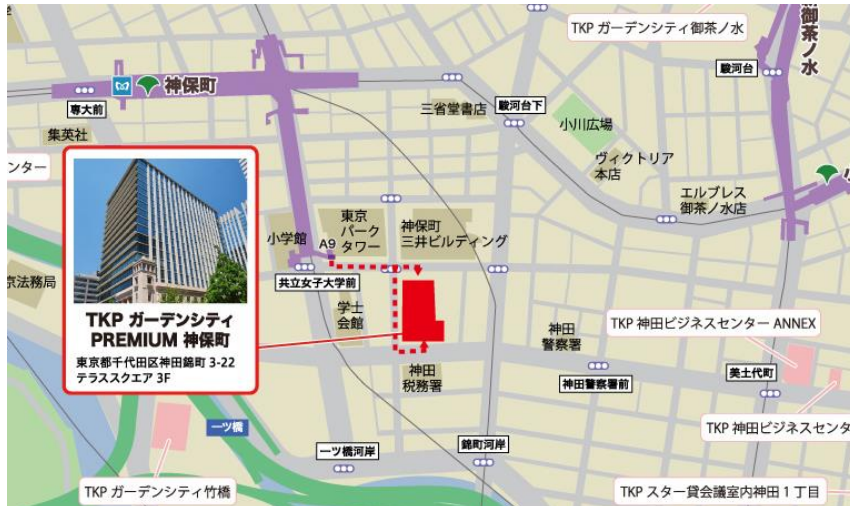 TKP ガーデンシティ御茶ノ水
新御茶ノ水
駿河台
神保町
専大前
集英社
ンター
三省堂書店
駿河台下
小川広場
ヴィクトリア
本店
エルブレス
御茶ノ水店
小
小学館
A9
東京
パーク
タワー
神保町
三井ビルディング
共立女子大学前
京法務局
学士
会館
TKP ガーデンシティ
PREMIUM 神保町
東京都千代田区神田錦町 3-22
テラススクエア 3F
神田
警察署
神田
税務署
神田警察署前
TKP 神田ビジネスセンター ANNEX
美土代町
TKP 神田ビジネスセンタ
一ツ橋
一ツ橋河岸
錦町河岸
TKP ガーデンシティ竹橋
TKP スター貸会議室内神田 1 丁目